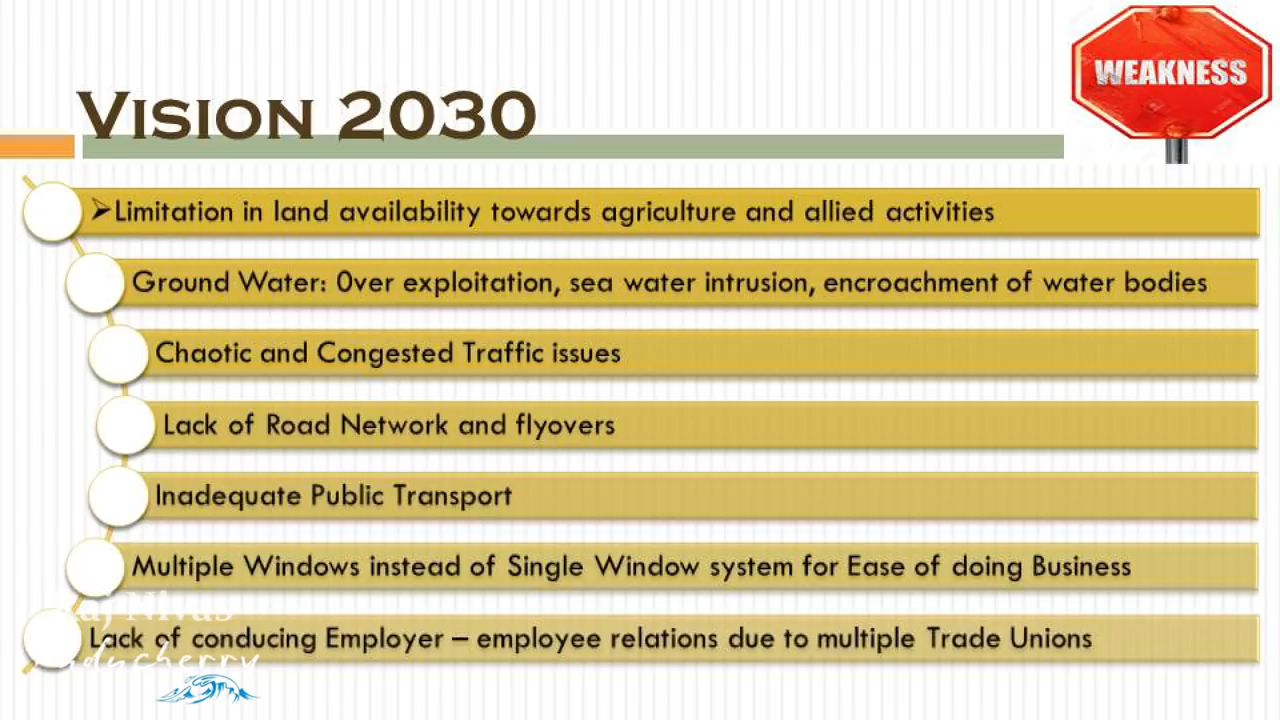 WEAKNESS
VISION 2030
➢Limitation in land availability towards agriculture and allied activities
Ground Water: 0ver exploitation, sea water intrusion, encroachment of water bodies
Chaotic and Congested Traffic issues
Lack of Road Network and flyovers
Inadequate Public Transport
Multiple Windows instead of Single Window system for Ease of doing Business
Raj Nivas
Lack of conducing Employer – employee relations due to multiple Trade Unions
Puducherry